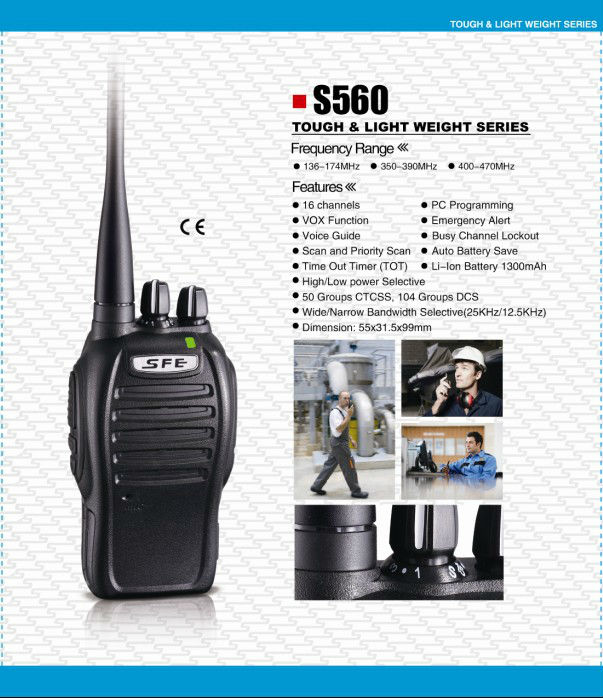 TOUGH & LIGHT WEIGHT SERIES
S560
TOUGH & LIGHT WEIGHT SERIES
Frequency Range
● 136-174MHz ● 350-390MHz ● 400-470MHz
Features
● 16 channels ● PC Programming
● VOX Function ● Emergency Alert
● Voice Guide ● Busy Channel Lockout
● Scan and Priority Scan ● Auto Battery Save
● Time Out Timer (TOT) ● Li-Ion Battery 1300mAh
● High/Low power Selective
● 50 Groups CTCSS, 104 Groups DCS
● Wide/Narrow Bandwidth Selective(25KHz/12.5KHz)
● Dimension: 55x31.5x99mm
CE
SFE
1